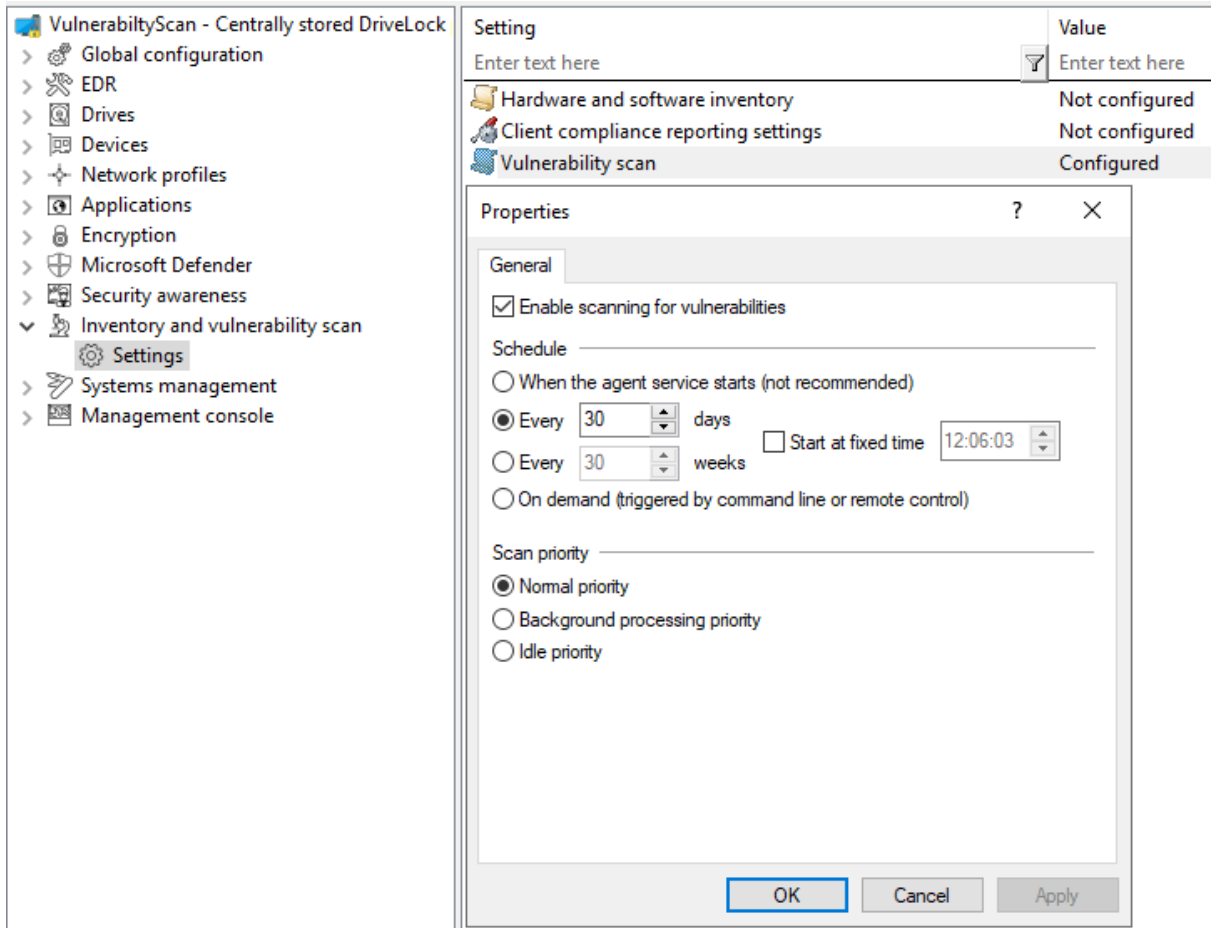 VulnerabiltyScan - Centrally stored DriveLock
Global configuration
EDR
Drives
Devices
Network profiles
Applications
Encryption
Microsoft Defender
Security awareness
Inventory and vulnerability scan
Settings
Systems management
Management console
Setting Value
Enter text here Enter text here
Hardware and software inventory Not configured
Client compliance reporting settings Not configured
Vulnerability scan Configured
Properties ?
General
Enable scanning for vulnerabilities
Schedule
When the agent service starts (not recommended)
Every 30 days
Start at fixed time 12:06:03
Every 30 weeks
On demand (triggered by command line or remote control)
Scan priority
Normal priority
Background processing priority
Idle priority
OK Cancel Apply